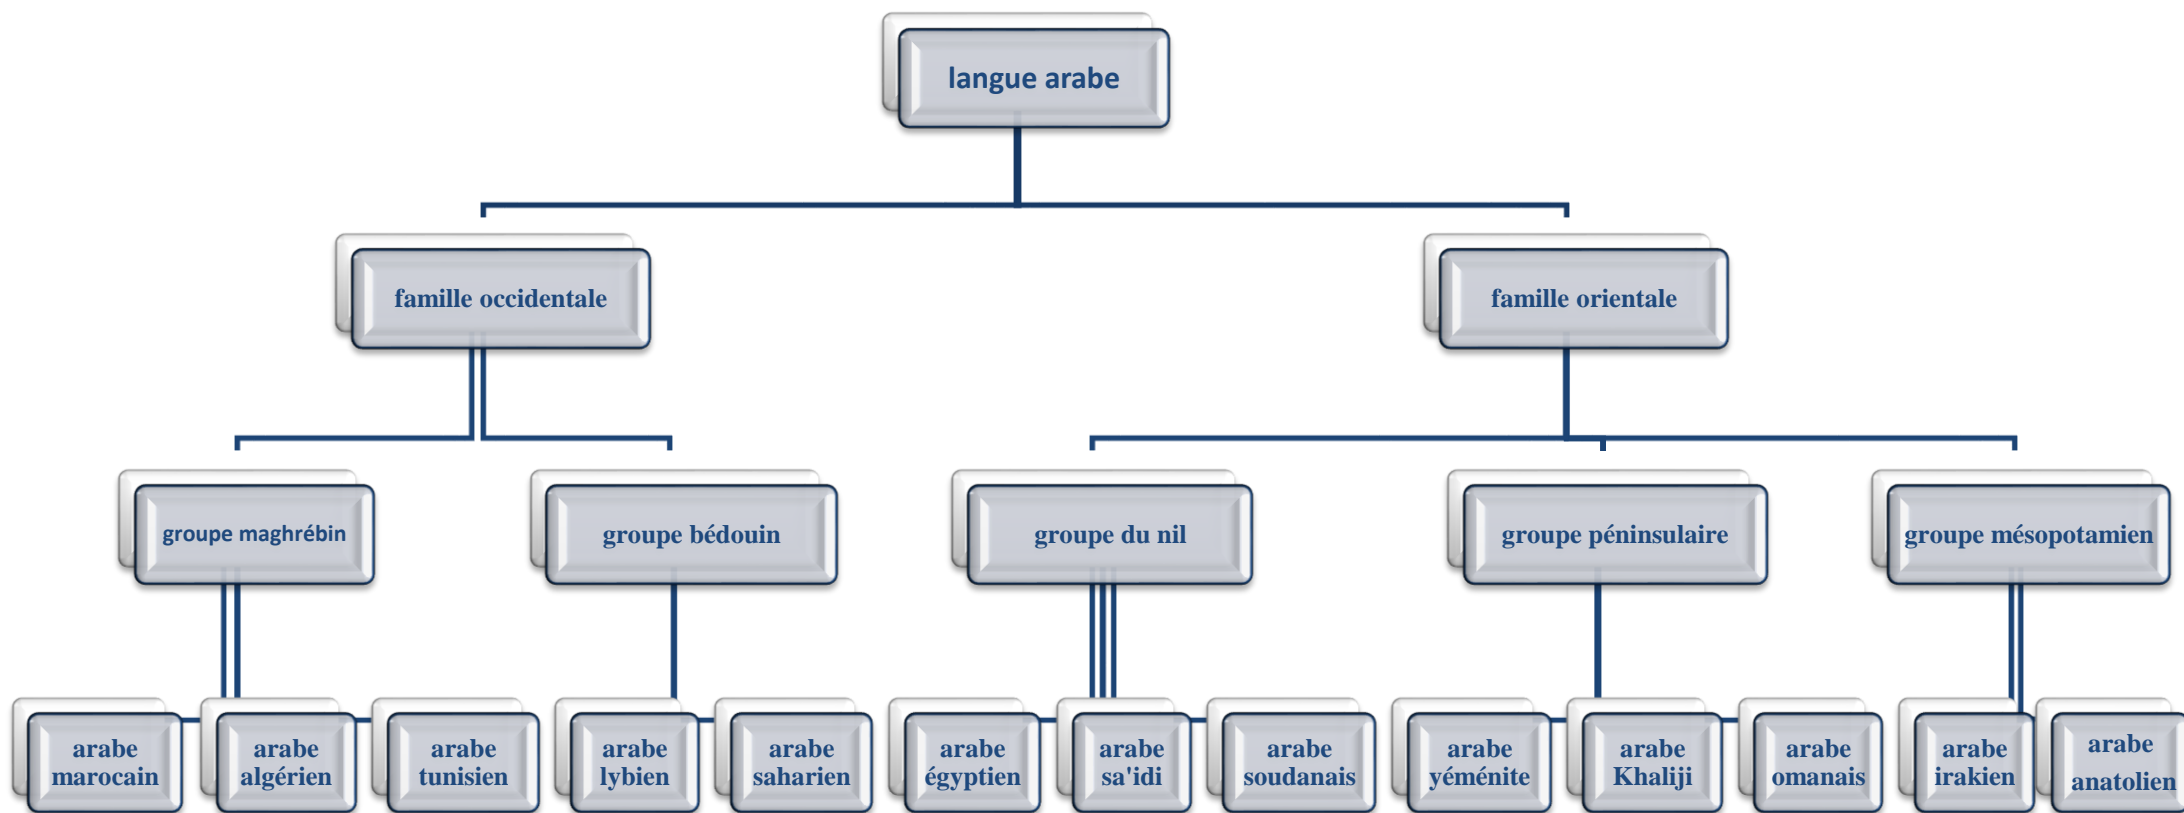 langue arabe
famille occidentale
famille orientale
groupe maghrébin
groupe bédouin
groupe du nil
groupe péninsulaire
groupe mésopotamien
arabe
marocain
arabe
algérien
arabe
tunisien
arabe
lybien
arabe
saharien
arabe
égyptien
arabe
sa'idi
arabe
soudanais
arabe
yéménite
arabe
Khaliji
arabe
omanais
arabe
irakien
arabe
anatolien